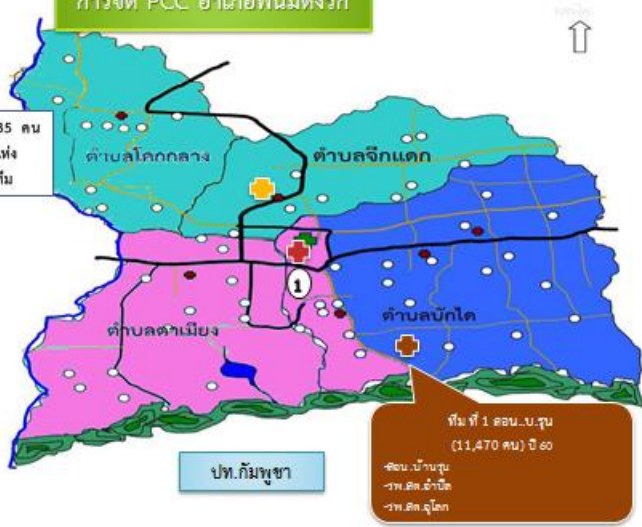 การจัด PCC อำเภอพนมดงรัก
35 คน
แห่ง
ทีม
ตำบลโคกกลาง
ตำบลจีกแดก
1
ตำบลตาเมียง
ตำบลบักได
ทีม ที่ 1 สอน..บ.รุน
(11,470 คน) ปี 60
-สอน.บ้านรุน
-รพ.สต.อำปึล
-รพ.สต.อุโลก
ปท.กัมพูชา